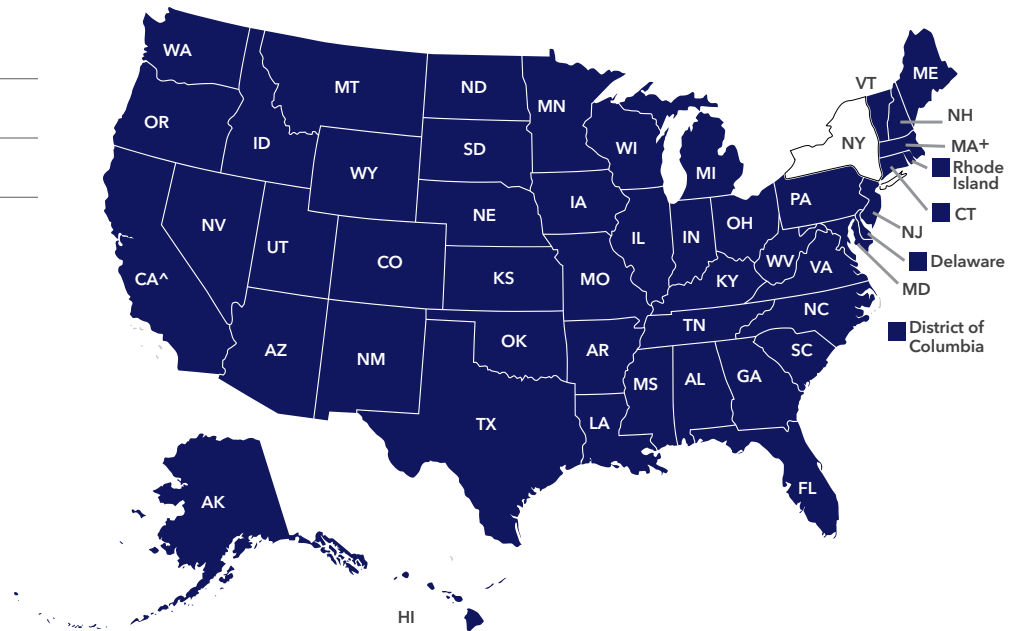 WA
MT
ND
MN
ME
VT
OR
ID
SD
WI
MI
NY
NH
MA+
Rhode
Island
WY
NV
NE
IA
PA
CT
UT
CO
IL
IN
OH
NJ
CA^
KS
MO
WV
VA
Delaware
KY
MD
AZ
NM
OK
AR
TN
NC
District of
Columbia
SC
TX
LA
MS
AL
GA
AK
FL
HI